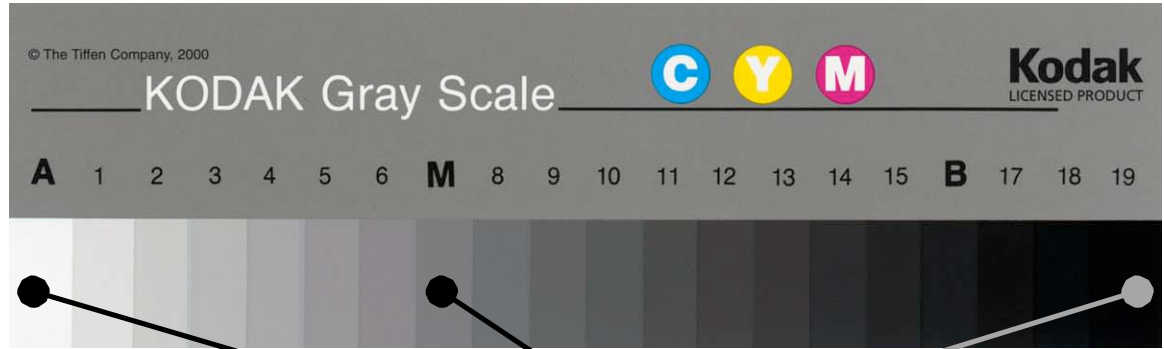 © The Tiffen Company, 2000
KODAK Gray Scale
C Y M
Kodak
LICENSED PRODUCT
A 1 2 3 4 5 6 M 8 9 10 11 12 13 14 15 B 17 18 19